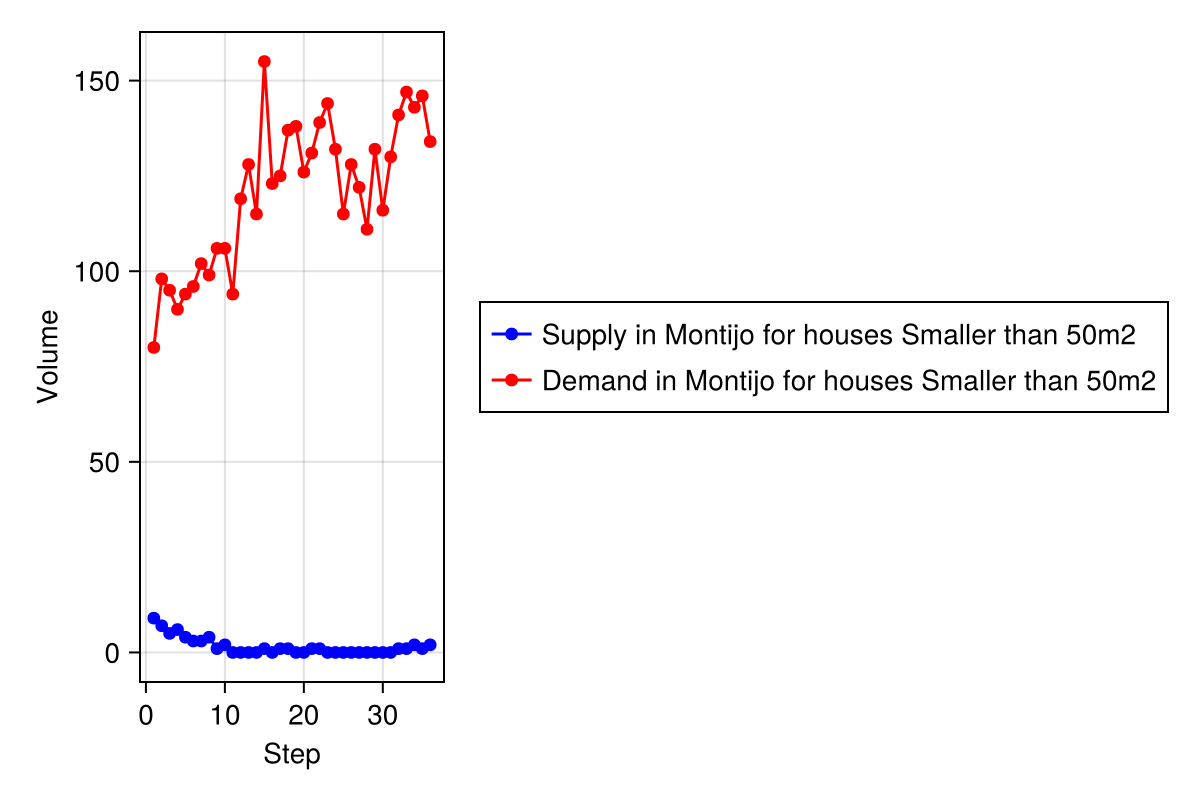 Volume
150
100
50
0
0 10 20 30
Step
Supply in Montijo for houses Smaller than 50m2
Demand in Montijo for houses Smaller than 50m2